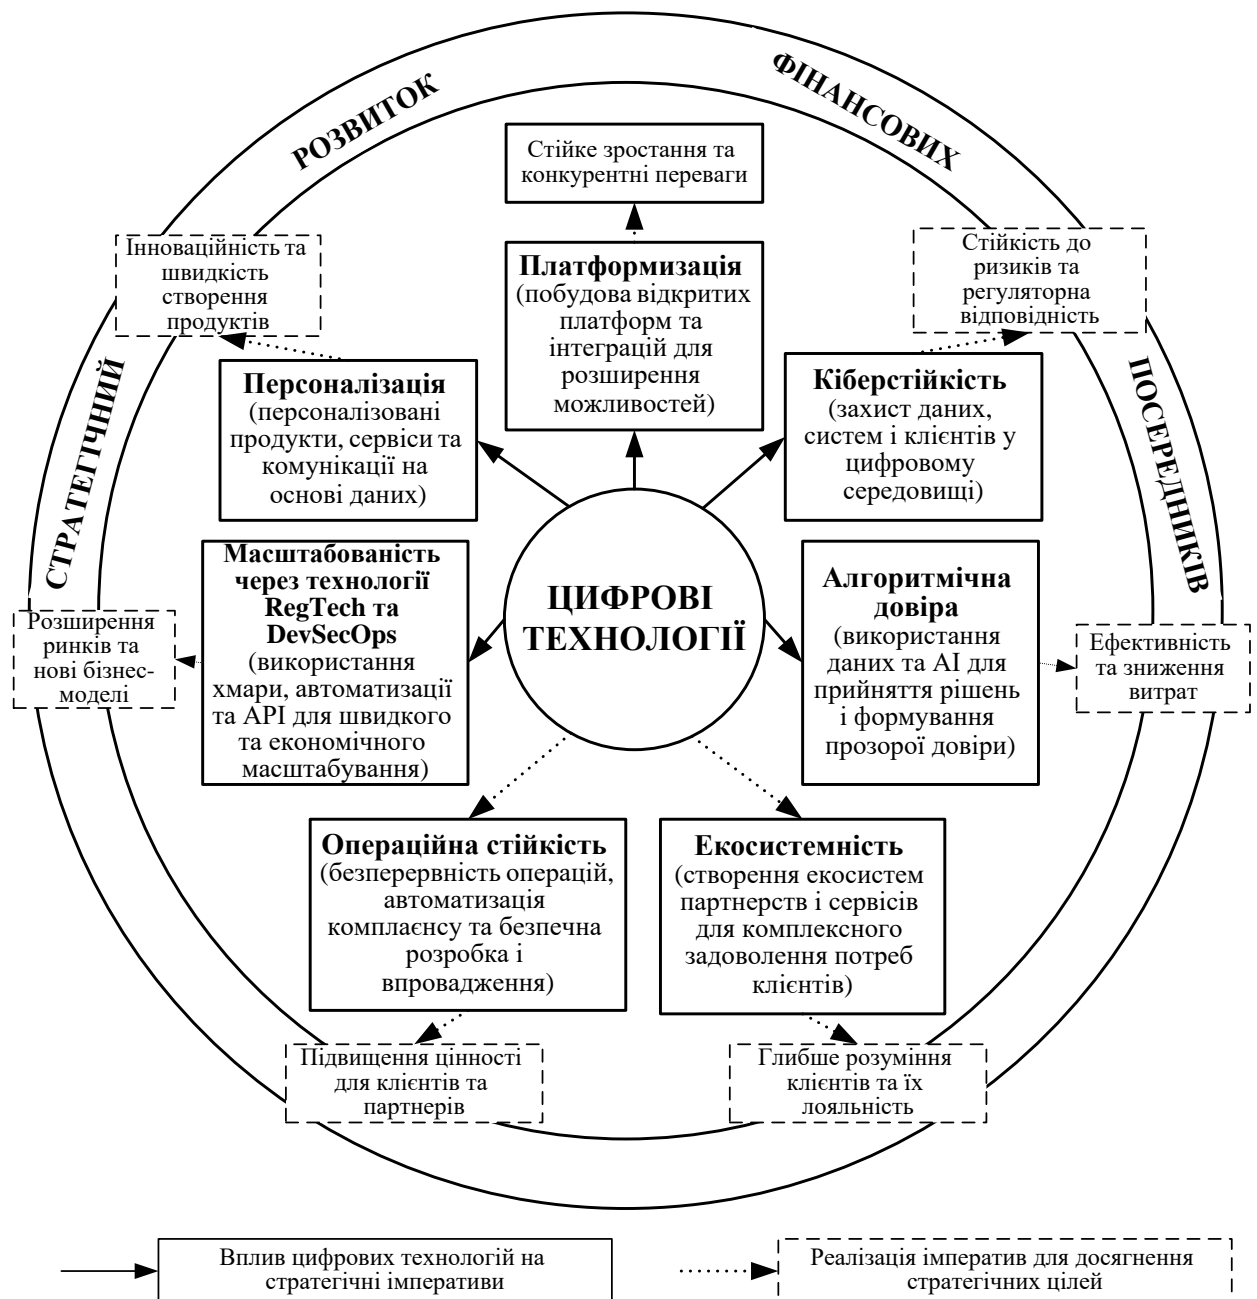 СТРАТЕГІЧНИЙ
РОЗВИТОК
ФІНАНСОВИХ
ПОСЕРЕДНИКІВ
Стійке зростання та
конкурентні переваги
Інноваційність та
швидкість
створення
продуктів
Платформизація
(побудова відкритих
платформ та
інтеграцій для
розширення
можливостей)
Стійкість до
ризиків та
регуляторна
відповідність
Персоналізація
(персоналізовані
продукти, сервіси та
комунікації на
основі даних)
Кіберстійкість
(захист даних,
систем і клієнтів у
цифровому
середовищі)
ЦИФРОВІ
ТЕХНОЛОГІЇ
Масштабованість
через технології
RegTech та
DevSecOps
(використання
хмари, автоматизації
та API для швидкого
та економічного
масштабування)
Розширення
ринків та
нові бізнес-
моделі
Алгоритмічна
довіра
(використання
даних та AI для
прийняття рішень
і формування
прозорої довіри)
Ефективність
та зниження
витрат
Операційна стійкість
(безперервність операцій,
автоматизація
комплаєнсу та безпечна
розробка і
впровадження)
Екосистемність
(створення екосистем
партнерств і сервісів
для комплексного
задоволення потреб
клієнтів)
Підвищення цінності
для клієнтів та
партнерів
Глибше розуміння
клієнтів та їх
лояльність
Вплив цифрових технологій на
стратегічні імперативи
Реалізація імператив для досягнення
стратегічних цілей